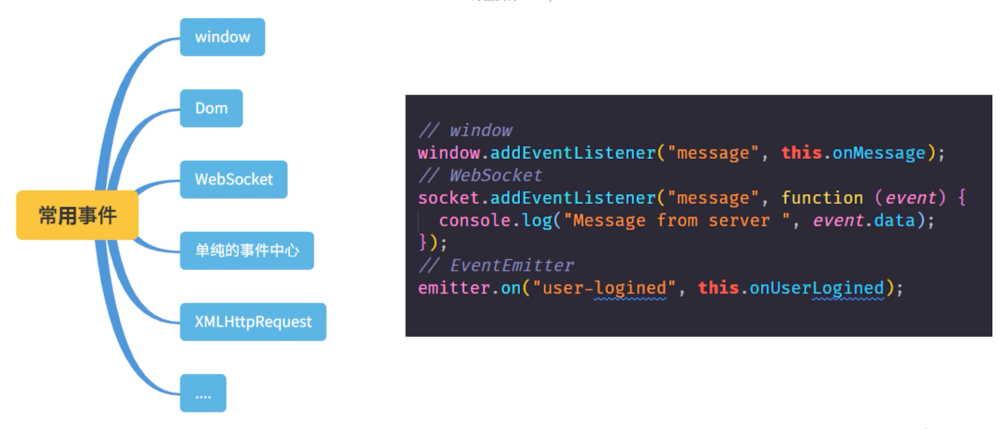 window
Dom
WebSocket
常用事件
单纯的事件中心
XMLHttpRequest
....
// window
window.addEventListener("message", this.onMessage);
// WebSocket
socket.addEventListener("message", function (event) {
  console.log("Message from server ", event.data);
});
// EventEmitter
emitter.on("user-logined", this.onUserLogined);